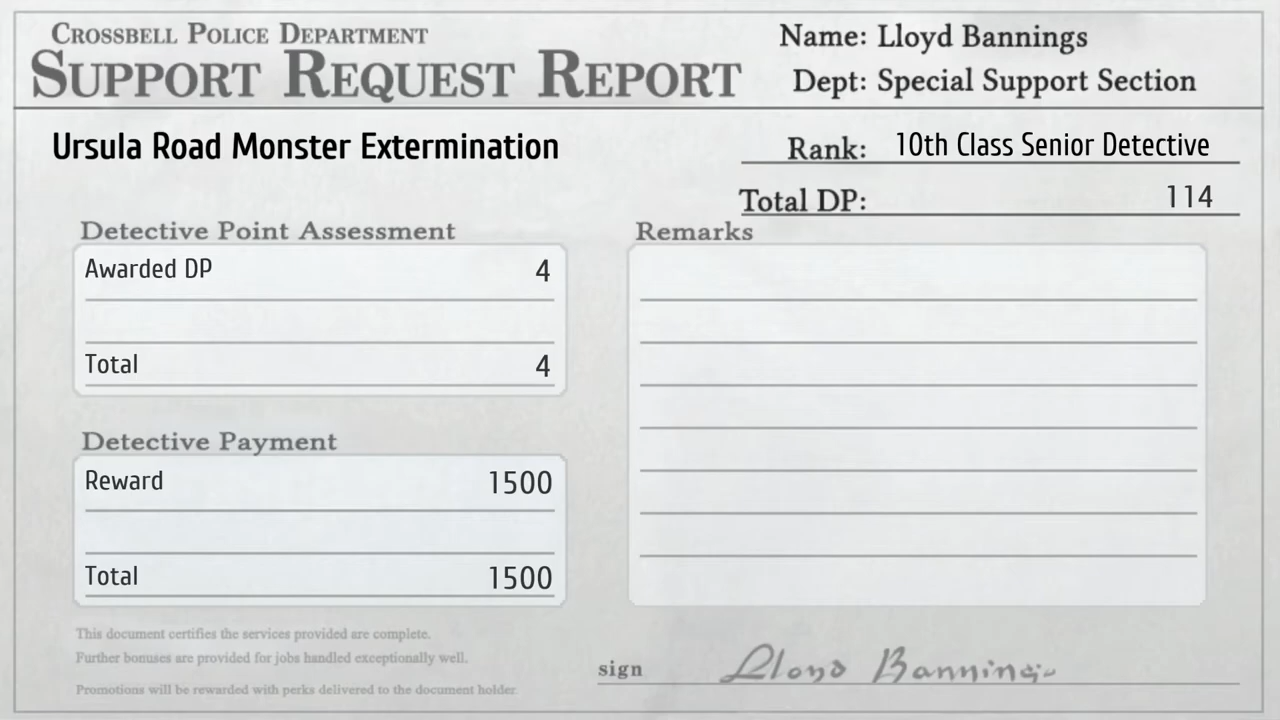 CROSSBELL POLICE DEPARTMENT
SUPPORT REQUEST REPORT
Name: Lloyd Bannings
Dept: Special Support Section
Ursula Road Monster Extermination
Rank: 10th Class Senior Detective
Total DP: 114
Detective Point Assessment
Awarded DP 4
Total 4
Detective Payment
Reward 1500
Total 1500
Remarks
This document certifies the services provided are complete.
Further bonuses are provided for jobs handled exceptionally well.
Promotions will be rewarded with perks delivered to the document holder.
sign Lloyd Bannings